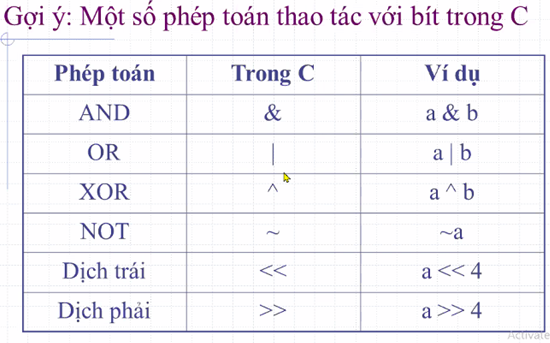 Gợi ý: Một số phép toán thao tác với bít trong C
Phép toán Trong C Ví dụ
AND & a & b
OR | a | b
XOR ^ a ^ b
NOT ~ ~a
Dịch trái << a << 4
Dịch phải >> a >> 4
Activate